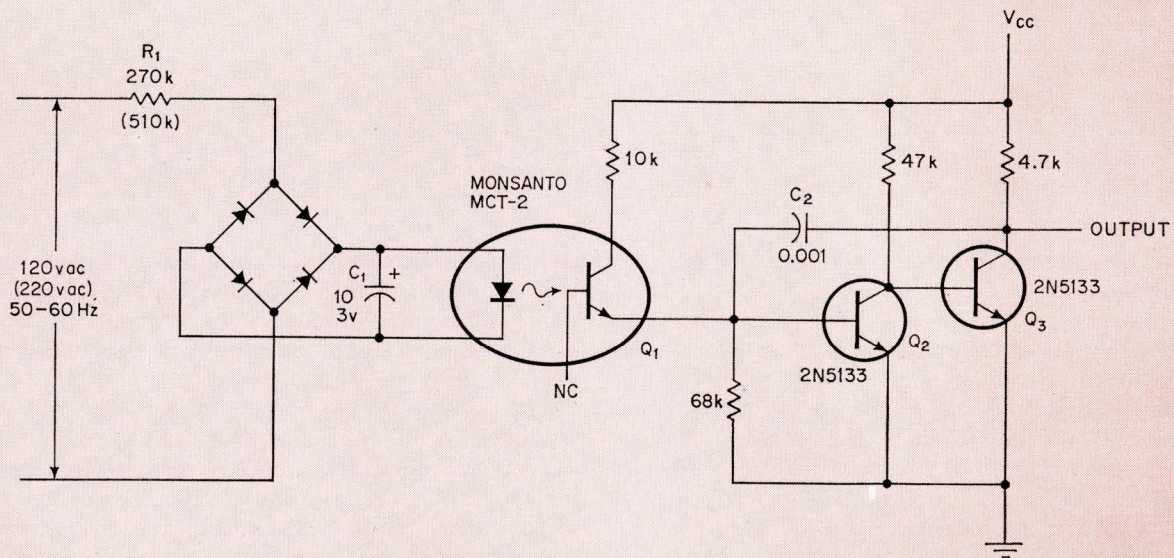 V_CC
R₁
270k
(510k)
10k
47k
4.7k
MONSANTO
MCT-2
C₂
0.001
OUTPUT
120vac
(220vac)
50-60 Hz
C₁
+
10
3v
2N5133
Q₃
Q₂
Q₁
2N5133
NC
68k